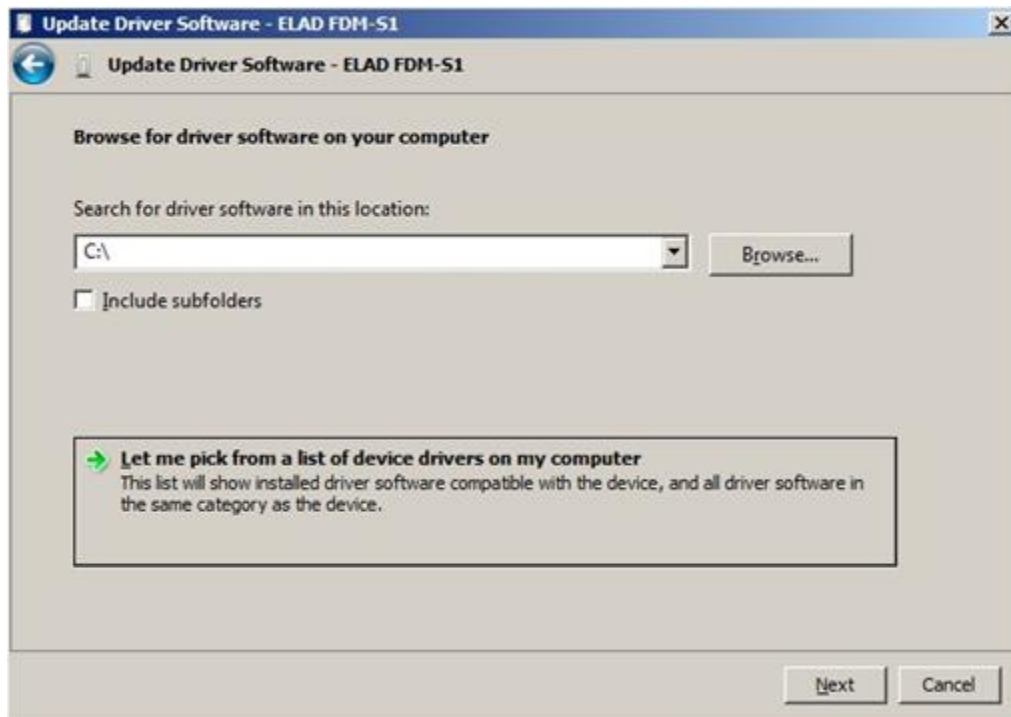 Update Driver Software - ELAD FDM-S1
Update Driver Software - ELAD FDM-S1
Browse for driver software on your computer
Search for driver software in this location:
C:\
Browse...
Include subfolders
Let me pick from a list of device drivers on my computer
This list will show installed driver software compatible with the device, and all driver software in
the same category as the device.
Next
Cancel